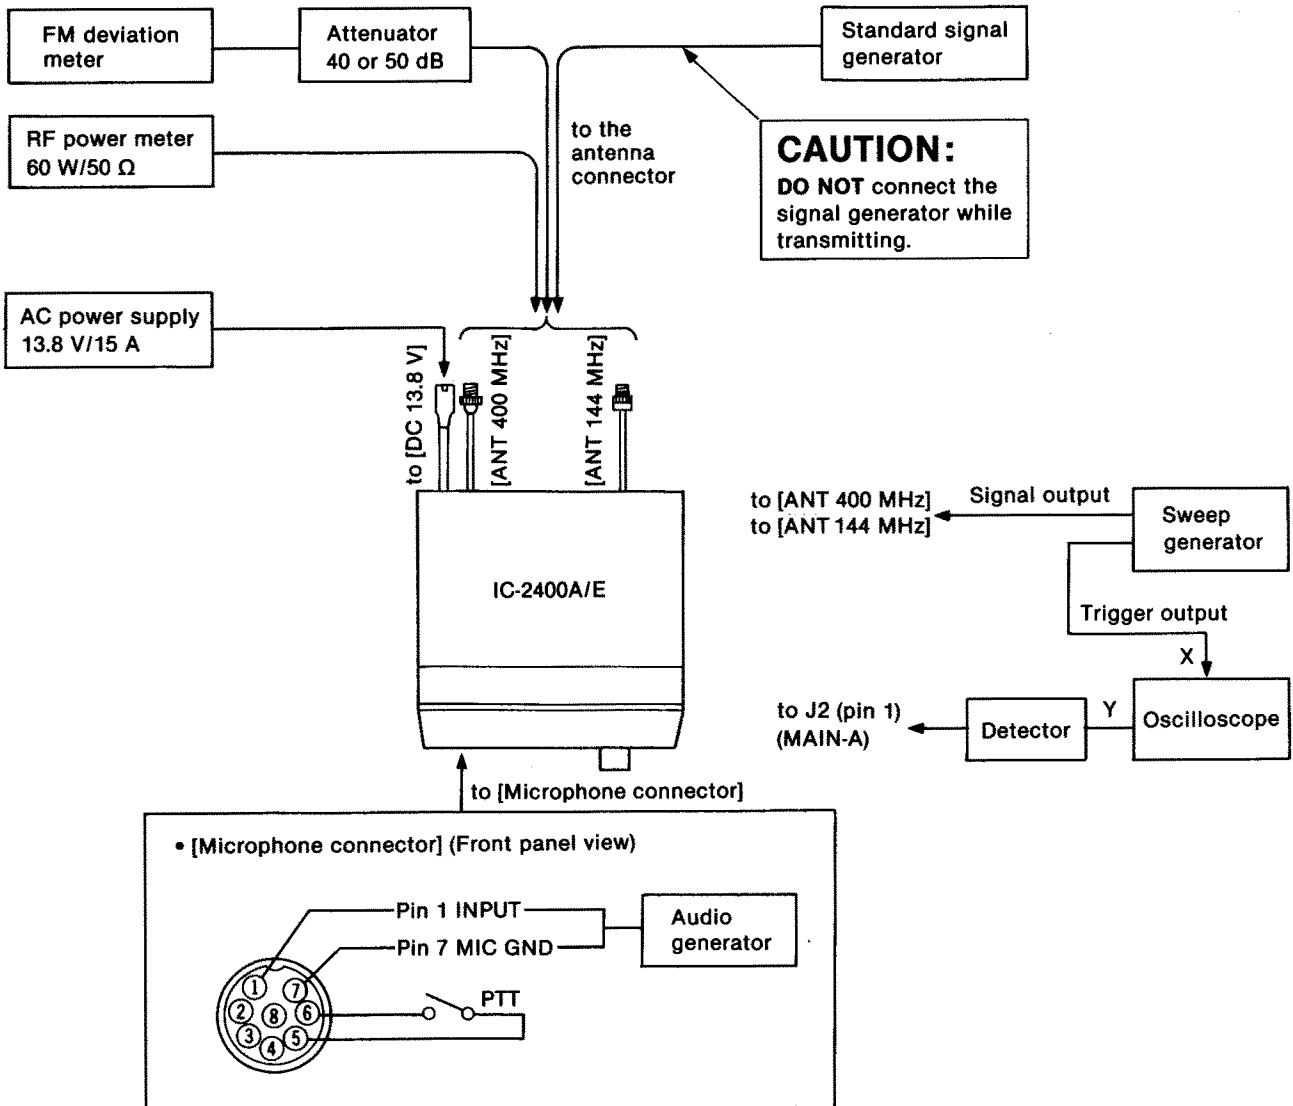 FM deviation
meter
Attenuator
40 or 50 dB
Standard signal
generator
RF power meter
60 W/50 Ω
to the
antenna
connector
CAUTION:
DO NOT connect the
signal generator while
transmitting.
AC power supply
13.8 V/15 A
to [DC 13.8 V]
[ANT 400 MHz]
[ANT 144 MHz]
IC-2400A/E
to [ANT 400 MHz]
to [ANT 144 MHz]
Signal output
Sweep
generator
Trigger output
X
to J2 (pin 1)
(MAIN-A)
Detector
Y
Oscilloscope
to [Microphone connector]
• [Microphone connector] (Front panel view)
Pin 1 INPUT
Pin 7 MIC GND
Audio
generator
PTT
1
7
2
8
6
3
4
5